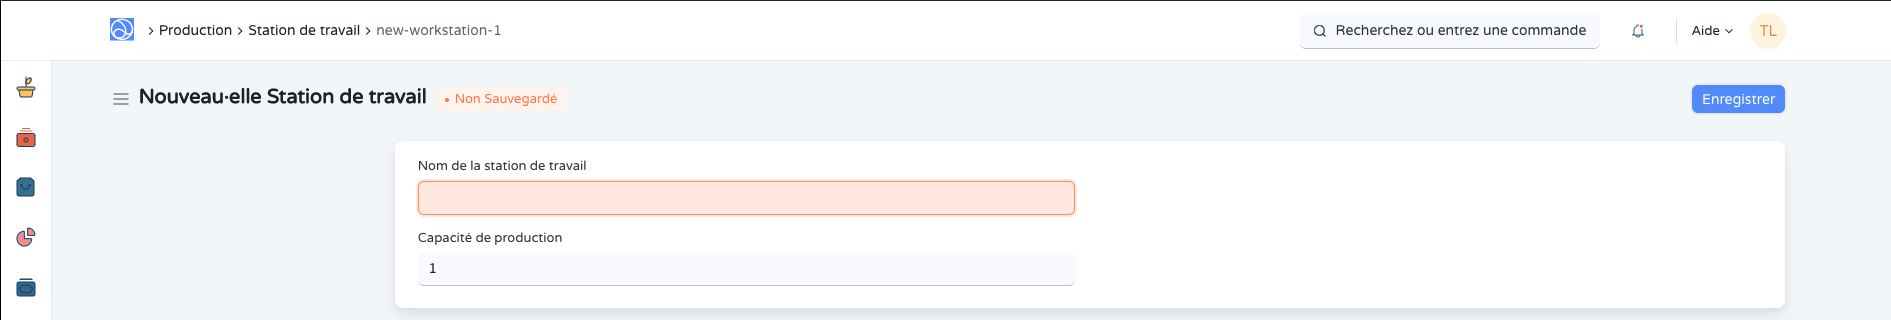 > Production > Station de travail > new-workstation-1
Recherchez ou entrez une commande
Aide
TL
Nouveau·elle Station de travail
• Non Sauvegardé
Enregistrer
Nom de la station de travail
Capacité de production
1